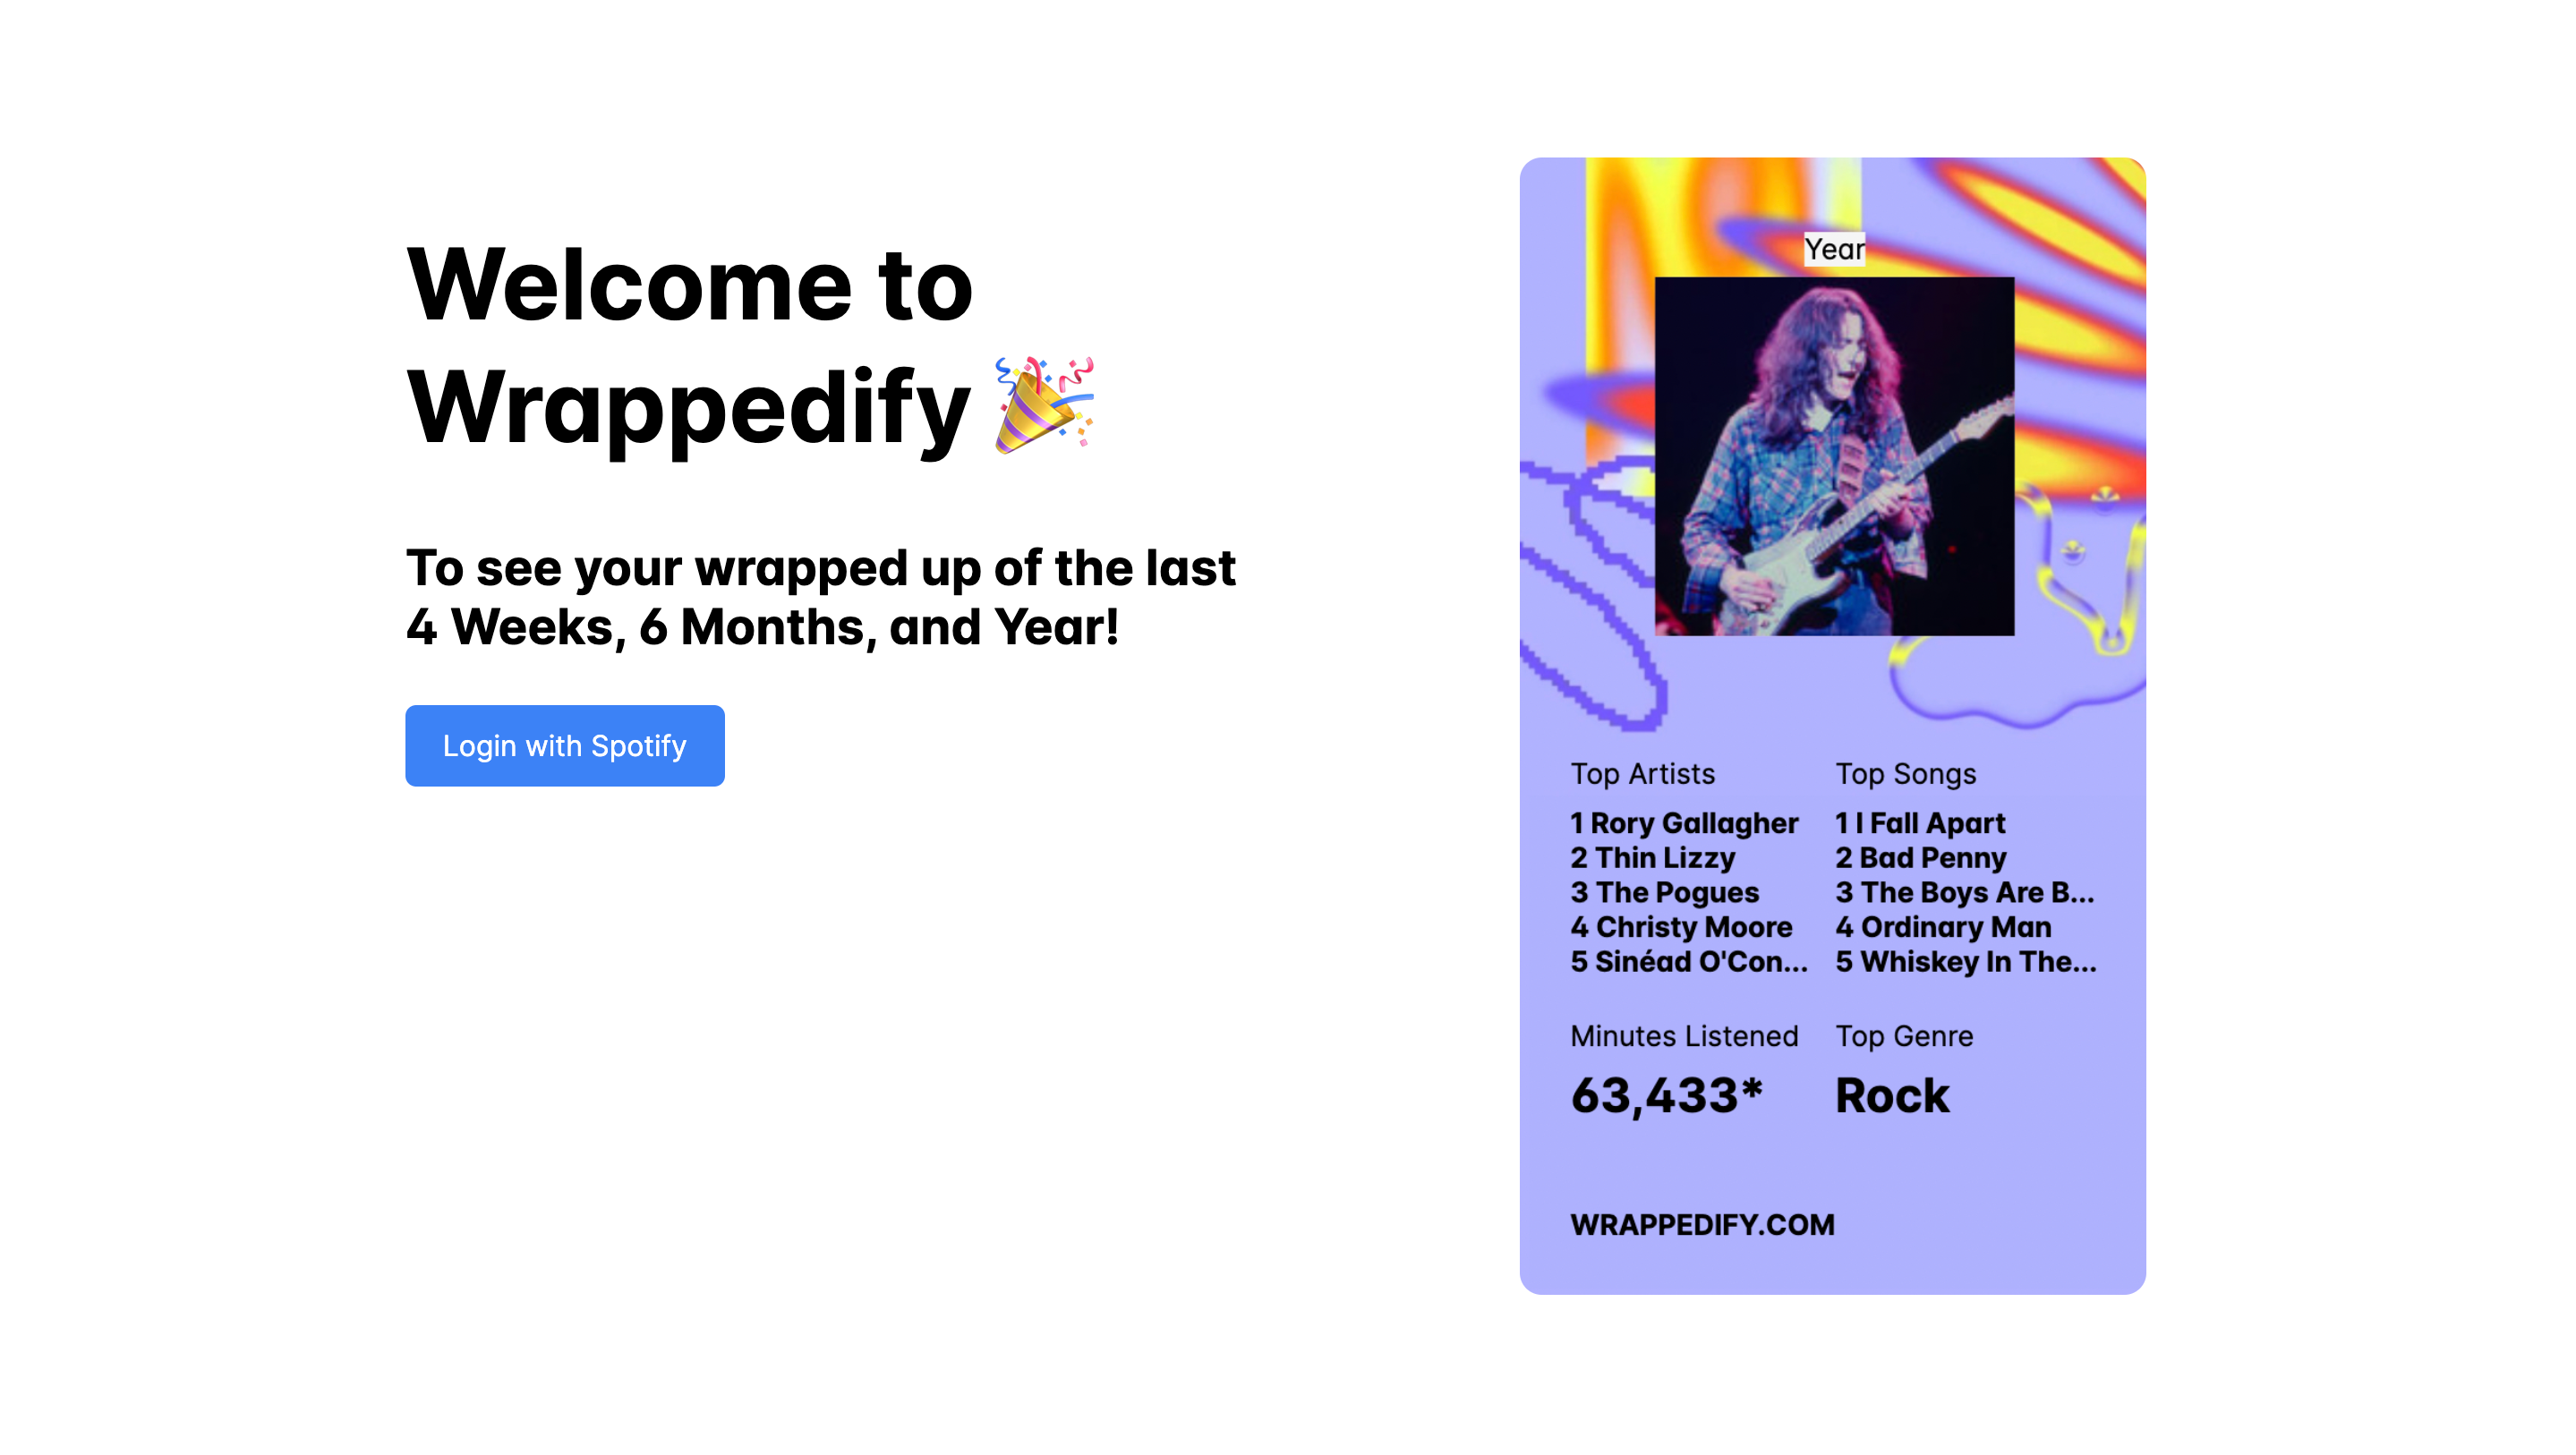 Welcome to
Wrappedify
To see your wrapped up of the last
4 Weeks, 6 Months, and Year!
Login with Spotify
Year
Top Artists
1 Rory Gallagher
2 Thin Lizzy
3 The Pogues
4 Christy Moore
5 Sinéad O'Con...
Top Songs
1 I Fall Apart
2 Bad Penny
3 The Boys Are B...
4 Ordinary Man
5 Whiskey In The...
Minutes Listened
63,433*
Top Genre
Rock
WRAPPEDIFY.COM